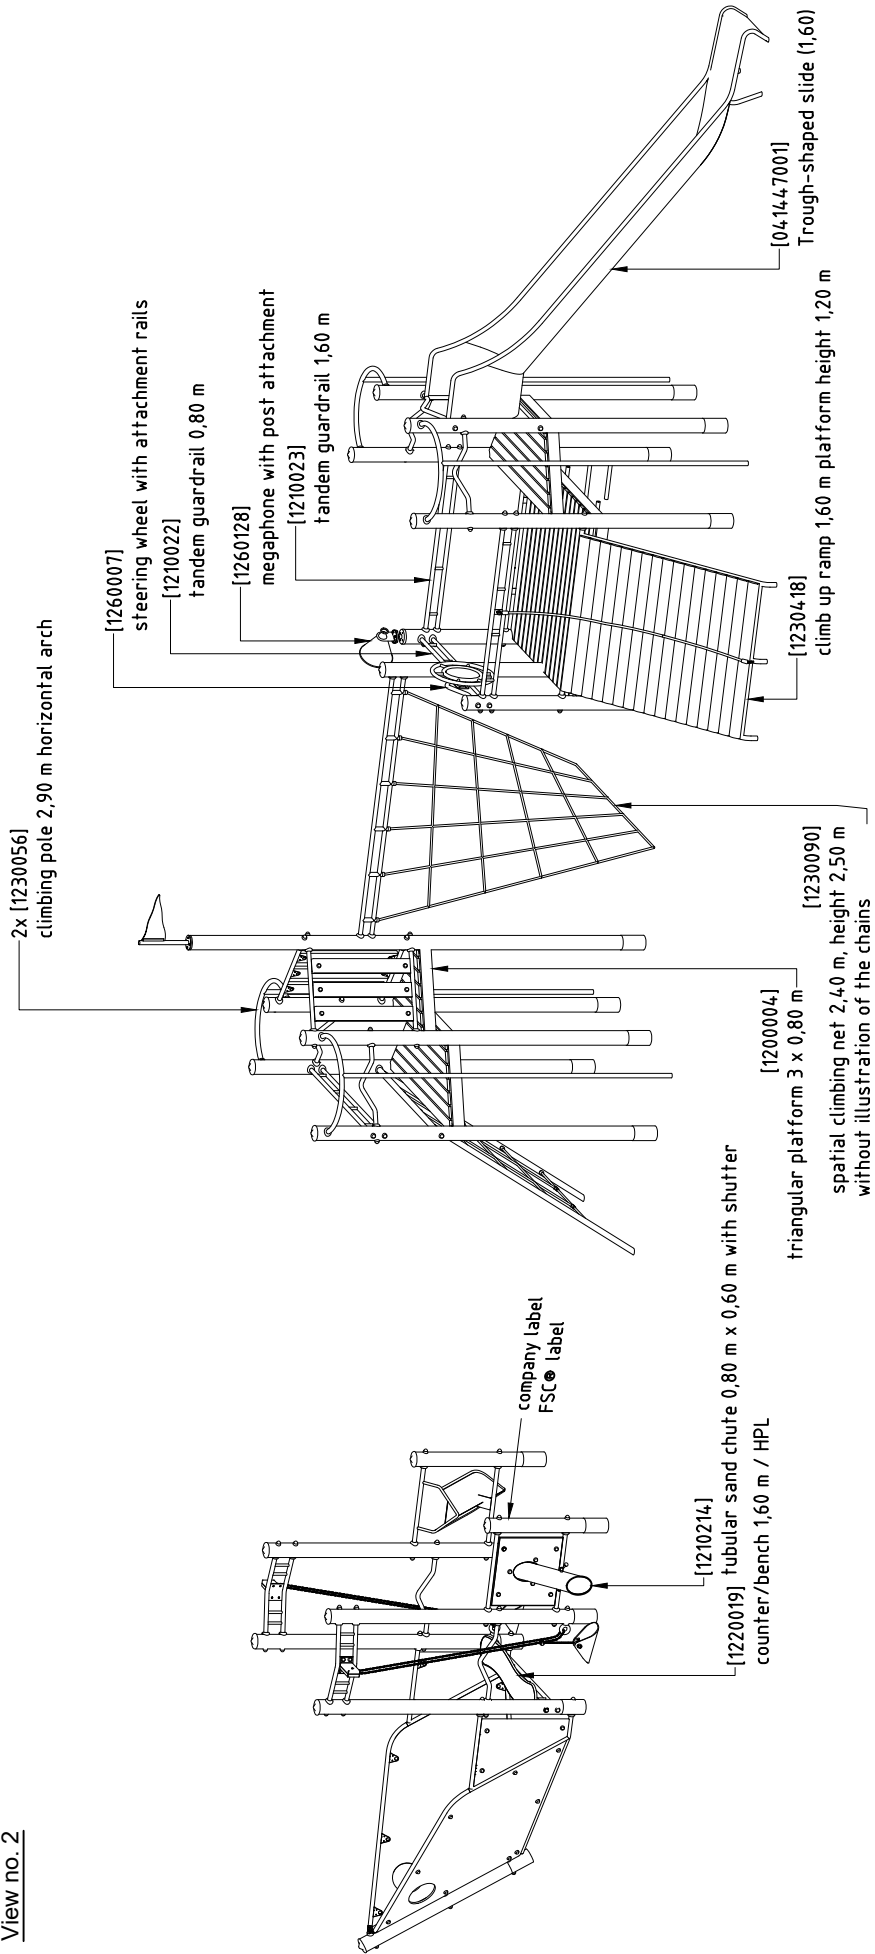 View no. 2
2x [1230056]
climbing pole 2,90 m horizontal arch
[1260007]
steering wheel with attachment rails
[1210022]
tandem guardrail 0,80 m
[1260128]
megaphone with post attachment
[1210023]
tandem guardrail 1,60 m
[041447001]
Trough-shaped slide (1,60)
[1230418]
climb up ramp 1,60 m platform height 1,20 m
[1230090]
spatial climbing net 2,40 m, height 2,50 m
without illustration of the chains
[1200004]
triangular platform 3 x 0,80 m
company label
FSC® label
[1210214]
tubular sand chute 0,80 m x 0,60 m with shutter
[1220019]
counter/bench 1,60 m / HPL